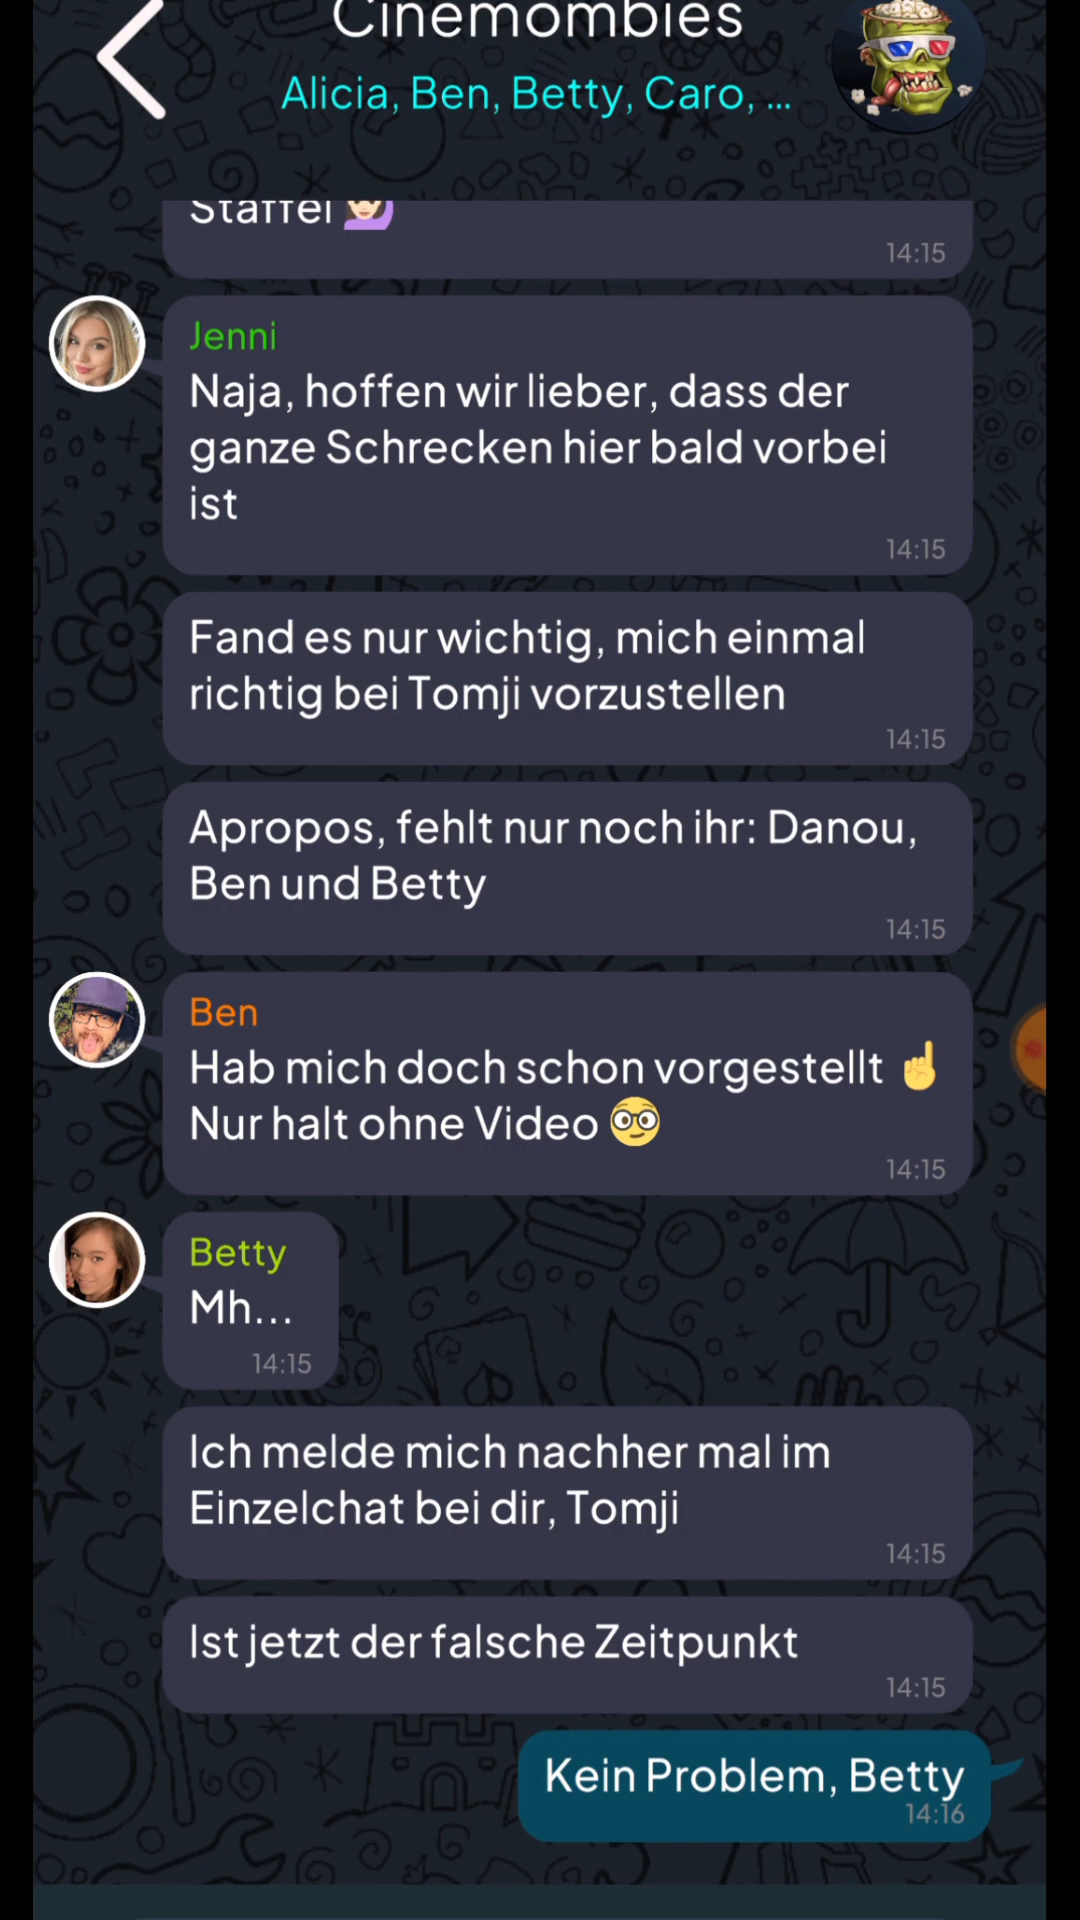 Cinemombies
Alicia, Ben, Betty, Caro, ...
Staffel
14:15
Jenni
Naja, hoffen wir lieber, dass der
ganze Schrecken hier bald vorbei
ist
14:15
Fand es nur wichtig, mich einmal
richtig bei Tomji vorzustellen
14:15
Apropos, fehlt nur noch ihr: Danou,
Ben und Betty
14:15
Ben
Hab mich doch schon vorgestellt ☝️
Nur halt ohne Video 🤓
14:15
Betty
Mh...
14:15
Ich melde mich nachher mal im
Einzelchat bei dir, Tomji
14:15
Ist jetzt der falsche Zeitpunkt
14:15
Kein Problem, Betty
14:16